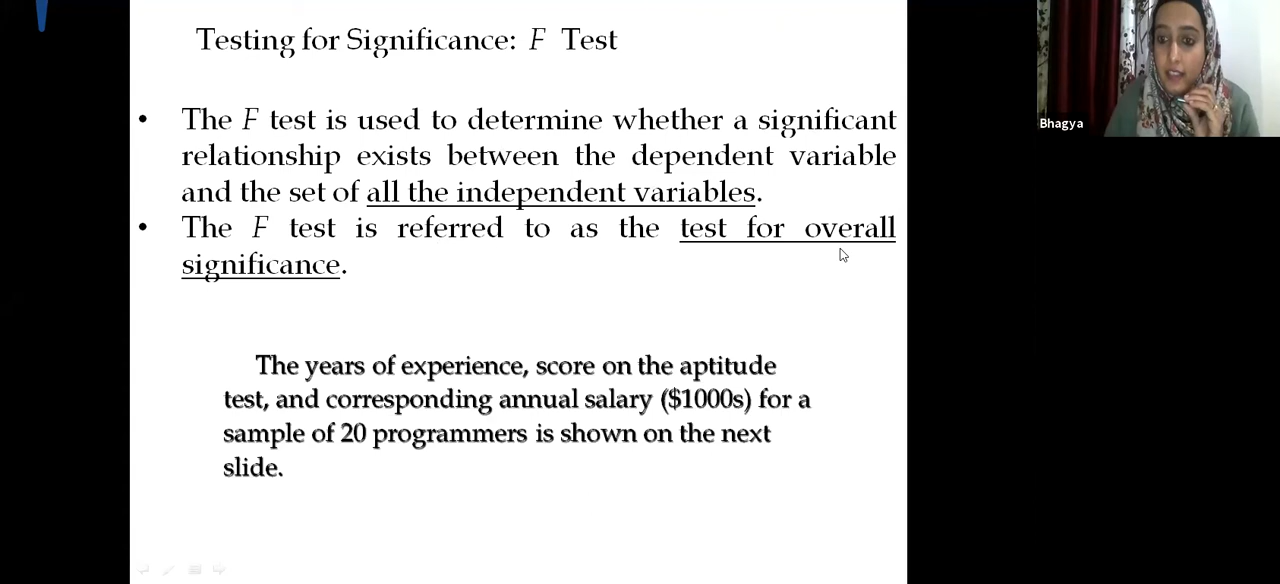 Testing for Significance: F Test
• The F test is used to determine whether a significant
relationship exists between the dependent variable
and the set of all the independent variables.
• The F test is referred to as the test for overall
significance.
The years of experience, score on the aptitude
test, and corresponding annual salary ($1000s) for a
sample of 20 programmers is shown on the next
slide.
Bhagya